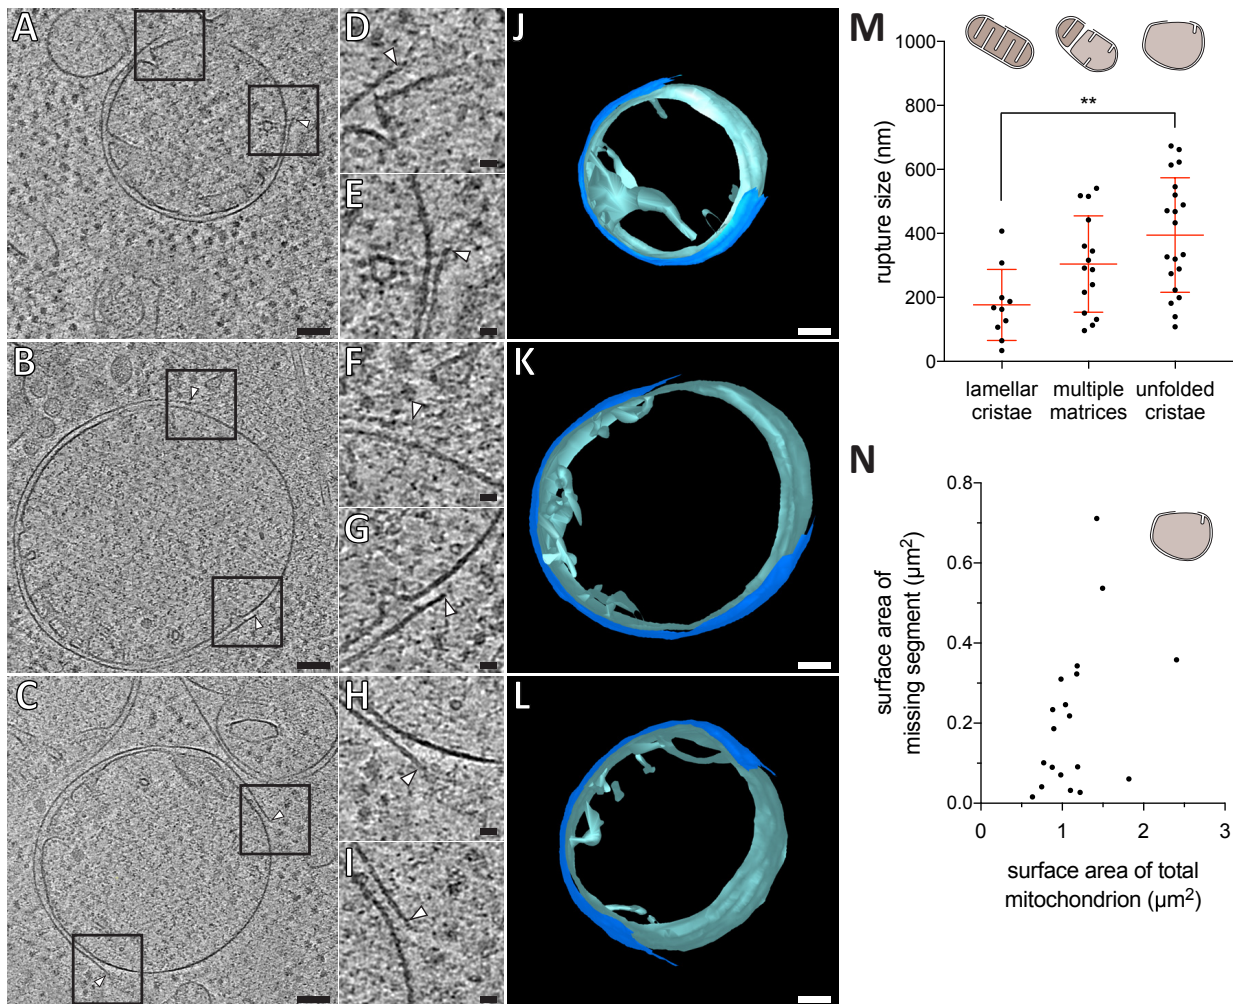 A
B
C
D
E
F
G
H
I
J
K
L
M
1000
800
600
400
200
0
rupture size (nm)
**
lamellar cristae
multiple matrices
unfolded cristae
N
0.8
0.6
0.4
0.2
0.0
surface area of
missing segment (µm²)
0
1
2
3
surface area of total
mitochondrion (µm²)